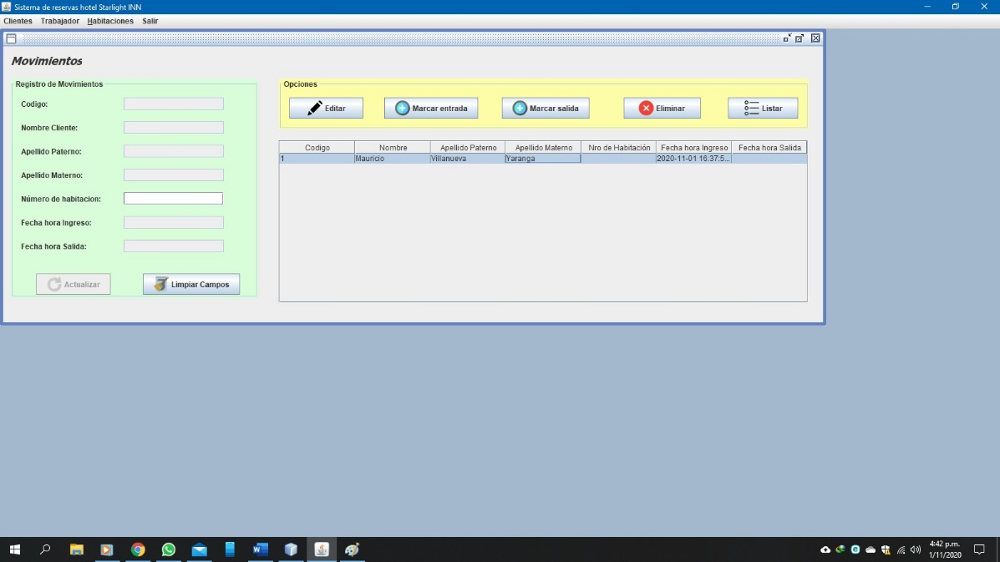 Sistema de reservas hotel Starlight INN
Clientes Trabajador Habitaciones Salir
Movimientos
Registro de Movimientos
Codigo:
Nombre Cliente:
Apellido Paterno:
Apellido Materno:
Número de habitacion:
Fecha hora Ingreso:
Fecha hora Salida:
Actualizar Limpiar Campos
Opciones
Editar Marcar entrada Marcar salida Eliminar Listar
Codigo Nombre Apellido Paterno Apellido Materno Nro de Habitación Fecha hora Ingreso Fecha hora Salida
1 Mauricio Villanueva Yaranga 2020-11-01 16:37:5...
4:42 p.m.
1/11/2020